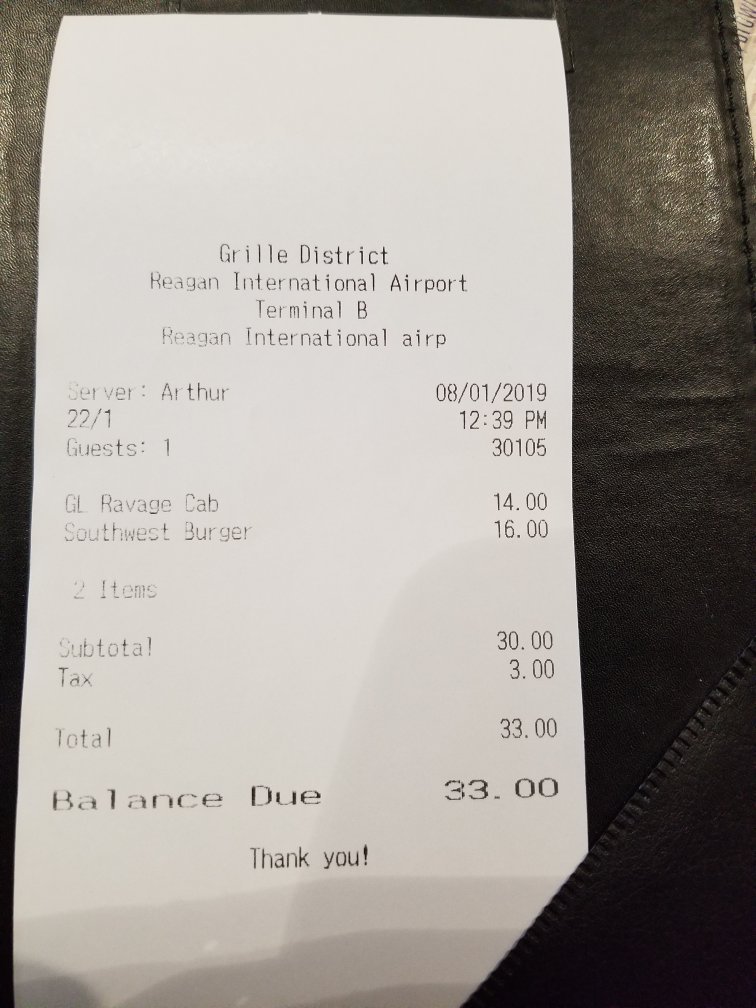 Grille District
Reagan International Airport
Terminal B
Reagan International airp
Server: Arthur 08/01/2019
22/1 12:39 PM
Guests: 1 30105
GL Ravage Cab 14.00
Southwest Burger 16.00
2 Items
Subtotal 30.00
Tax 3.00
Total 33.00
Balance Due 33.00
Thank you!